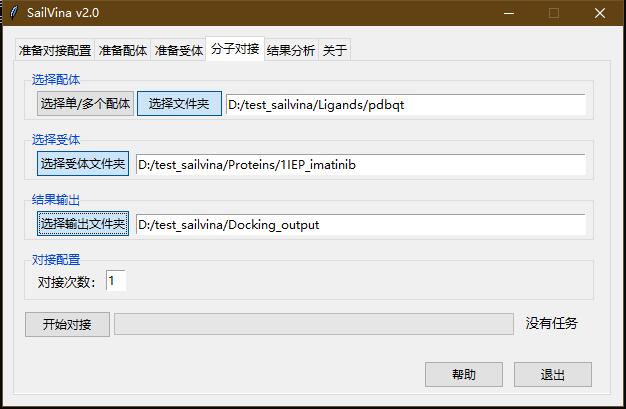 SailVina v2.0
准备对接配置 准备配体 准备受体 分子对接 结果分析 关于
选择配体
选择单/多个配体 选择文件夹 D:/test_sailvina/Ligands/pdbqt
选择受体
选择受体文件夹 D:/test_sailvina/Proteins/1IEP_imatinib
结果输出
选择输出文件夹 D:/test_sailvina/Docking_output
对接配置
对接次数： 1
开始对接 没有任务
帮助 退出